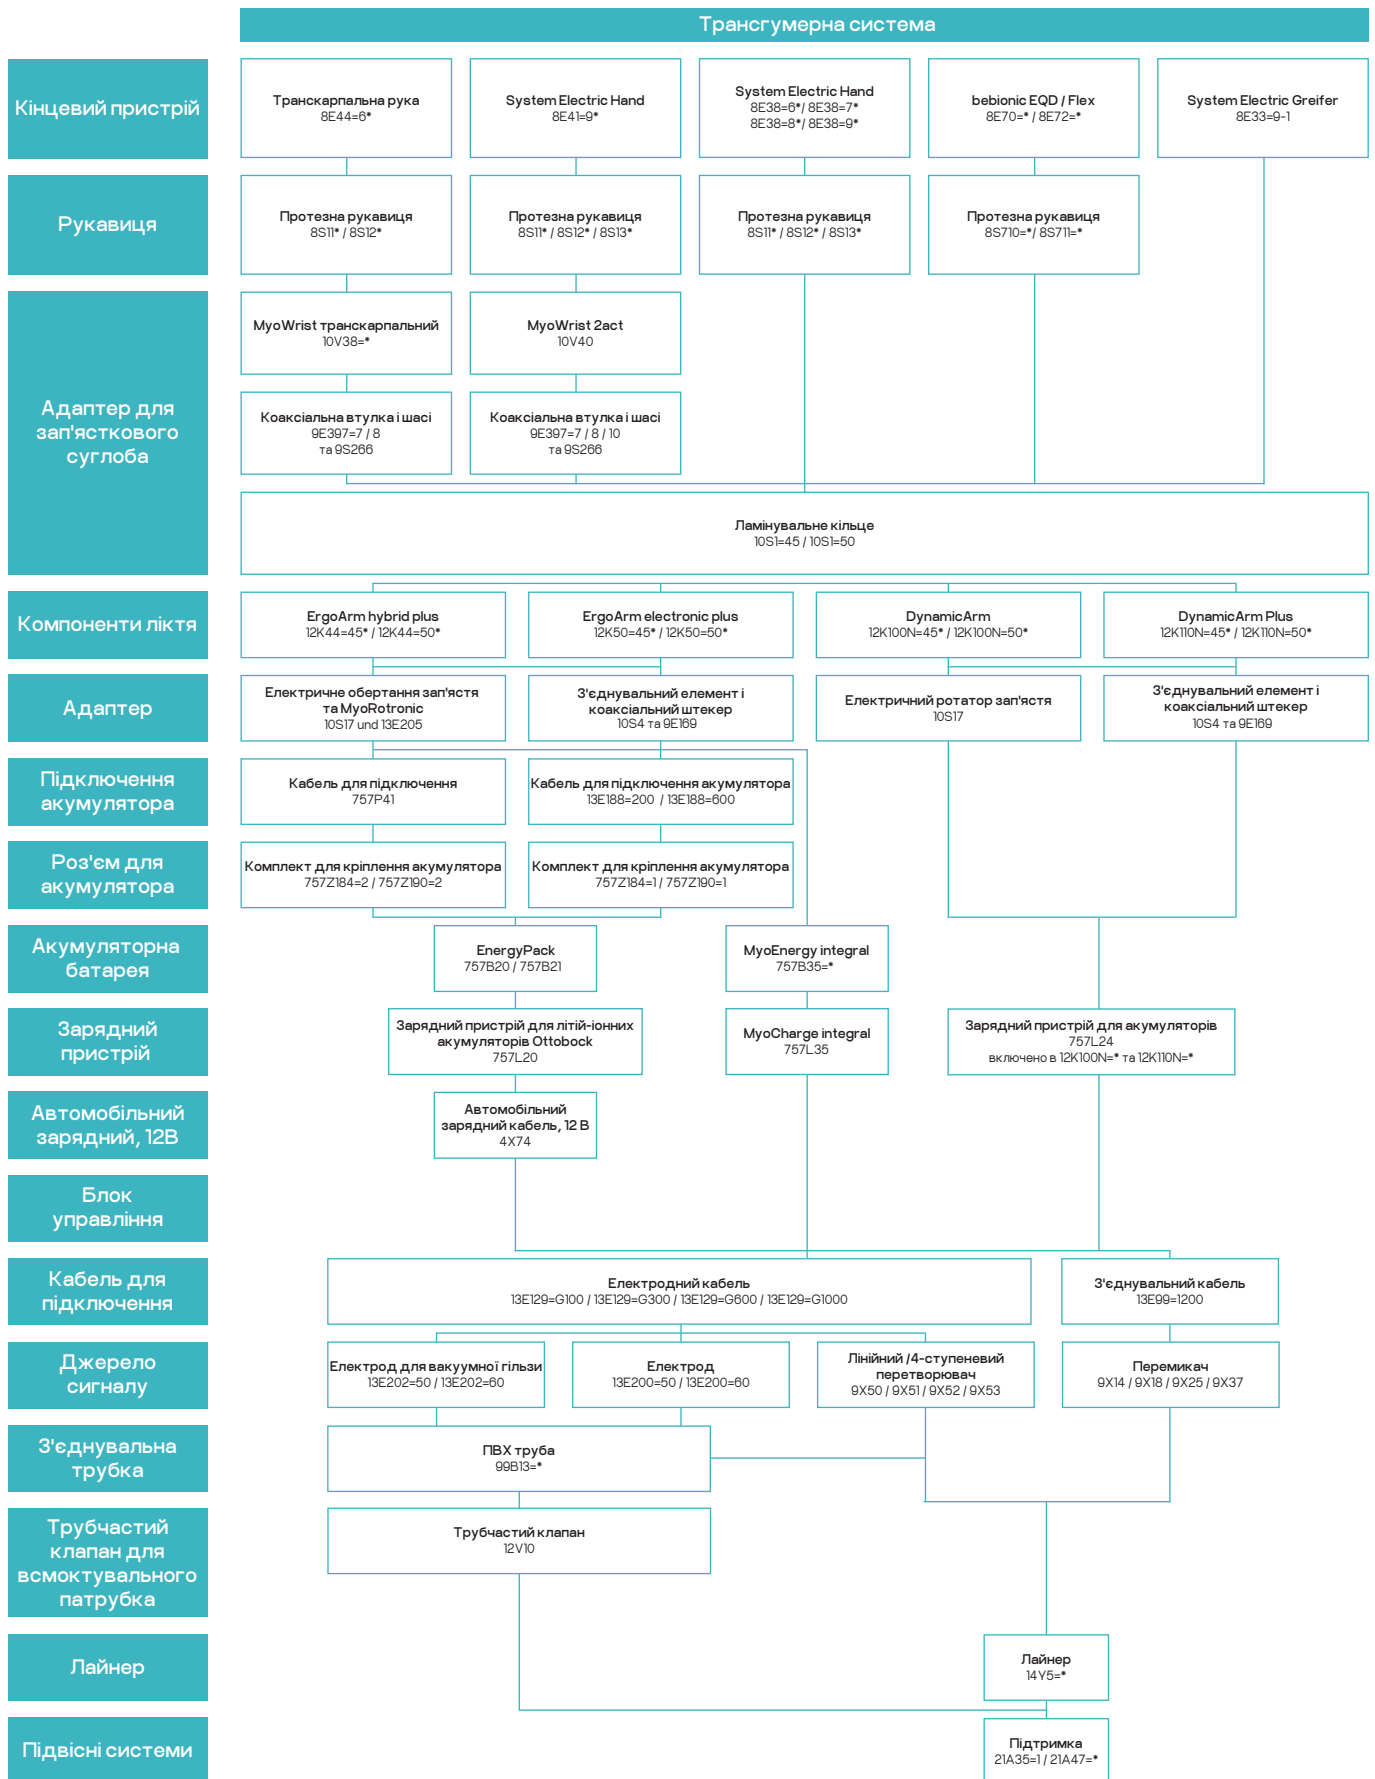 Трансгумерна система
Кінцевий пристрій
Транскарпальна рука
8E44=6*
System Electric Hand
8E41=9*
System Electric Hand
8E38=6*/ 8E38=7*
8E38=8*/ 8E38=9*
bebionic EQD / Flex
8E70=* / 8E72=*
System Electric Greifer
8E33=9-1
Рукавиця
Протезна рукавиця
8S11* / 8S12*
Протезна рукавиця
8S11* / 8S12* / 8S13*
Протезна рукавиця
8S11* / 8S12* / 8S13*
Протезна рукавиця
8S710=*/ 8S711=*
Адаптер для
зап'ясткового
суглоба
MyoWrist транскарпальний
10V38=*
MyoWrist 2act
10V40
Коаксіальна втулка і шасі
9E397=7 / 8
та 9S266
Коаксіальна втулка і шасі
9E397=7 / 8 / 10
та 9S266
Ламінувальне кільце
10S1=45 / 10S1=50
Компоненти ліктя
ErgoArm hybrid plus
12K44=45* / 12K44=50*
ErgoArm electronic plus
12K50=45* / 12K50=50*
DynamicArm
12K100N=45* / 12K100N=50*
DynamicArm Plus
12K110N=45* / 12K110N=50*
Адаптер
Електричне обертання зап'ястя
та MyoRotronic
10S17 und 13E205
З'єднувальний елемент і
коаксіальний штекер
10S4 та 9E169
Електричний ротатор зап'ястя
10S17
З'єднувальний елемент і
коаксіальний штекер
10S4 та 9E169
Підключення
акумулятора
Кабель для підключення
757P41
Кабель для підключення акумулятора
13E188=200 / 13E188=600
Роз'єм для
акумулятора
Комплект для кріплення акумулятора
757Z184=2 / 757Z190=2
Комплект для кріплення акумулятора
757Z184=1 / 757Z190=1
Акумуляторна
батарея
EnergyPack
757B20 / 757B21
MyoEnergy integral
757B35=*
Зарядний
пристрій
Зарядний пристрій для літій-іонних
акумуляторів Ottobock
757L20
MyoCharge integral
757L35
Зарядний пристрій для акумуляторів
757L24
включено в 12K100N=* та 12K110N=*
Автомобільний
зарядний, 12В
Автомобільний
зарядний кабель, 12 В
4X74
Блок
управління
Кабель для
підключення
Електродний кабель
13E129=G100 / 13E129=G300 / 13E129=G600 / 13E129=G1000
З'єднувальний кабель
13E99=1200
Джерело
сигналу
Електрод для вакуумної гільзи
13E202=50 / 13E202=60
Електрод
13E200=50 / 13E200=60
Лінійний /4-ступеневий
перетворювач
9X50 / 9X51 / 9X52 / 9X53
Перемикач
9X14 / 9X18 / 9X25 / 9X37
З'єднувальна
трубка
ПВХ труба
99B13=*
Трубчастий
клапан для
всмоктувального
патрубка
Трубчастий клапан
12V10
Лайнер
Лайнер
14Y5=*
Підвісні системи
Підтримка
21A35=1 / 21A47=*